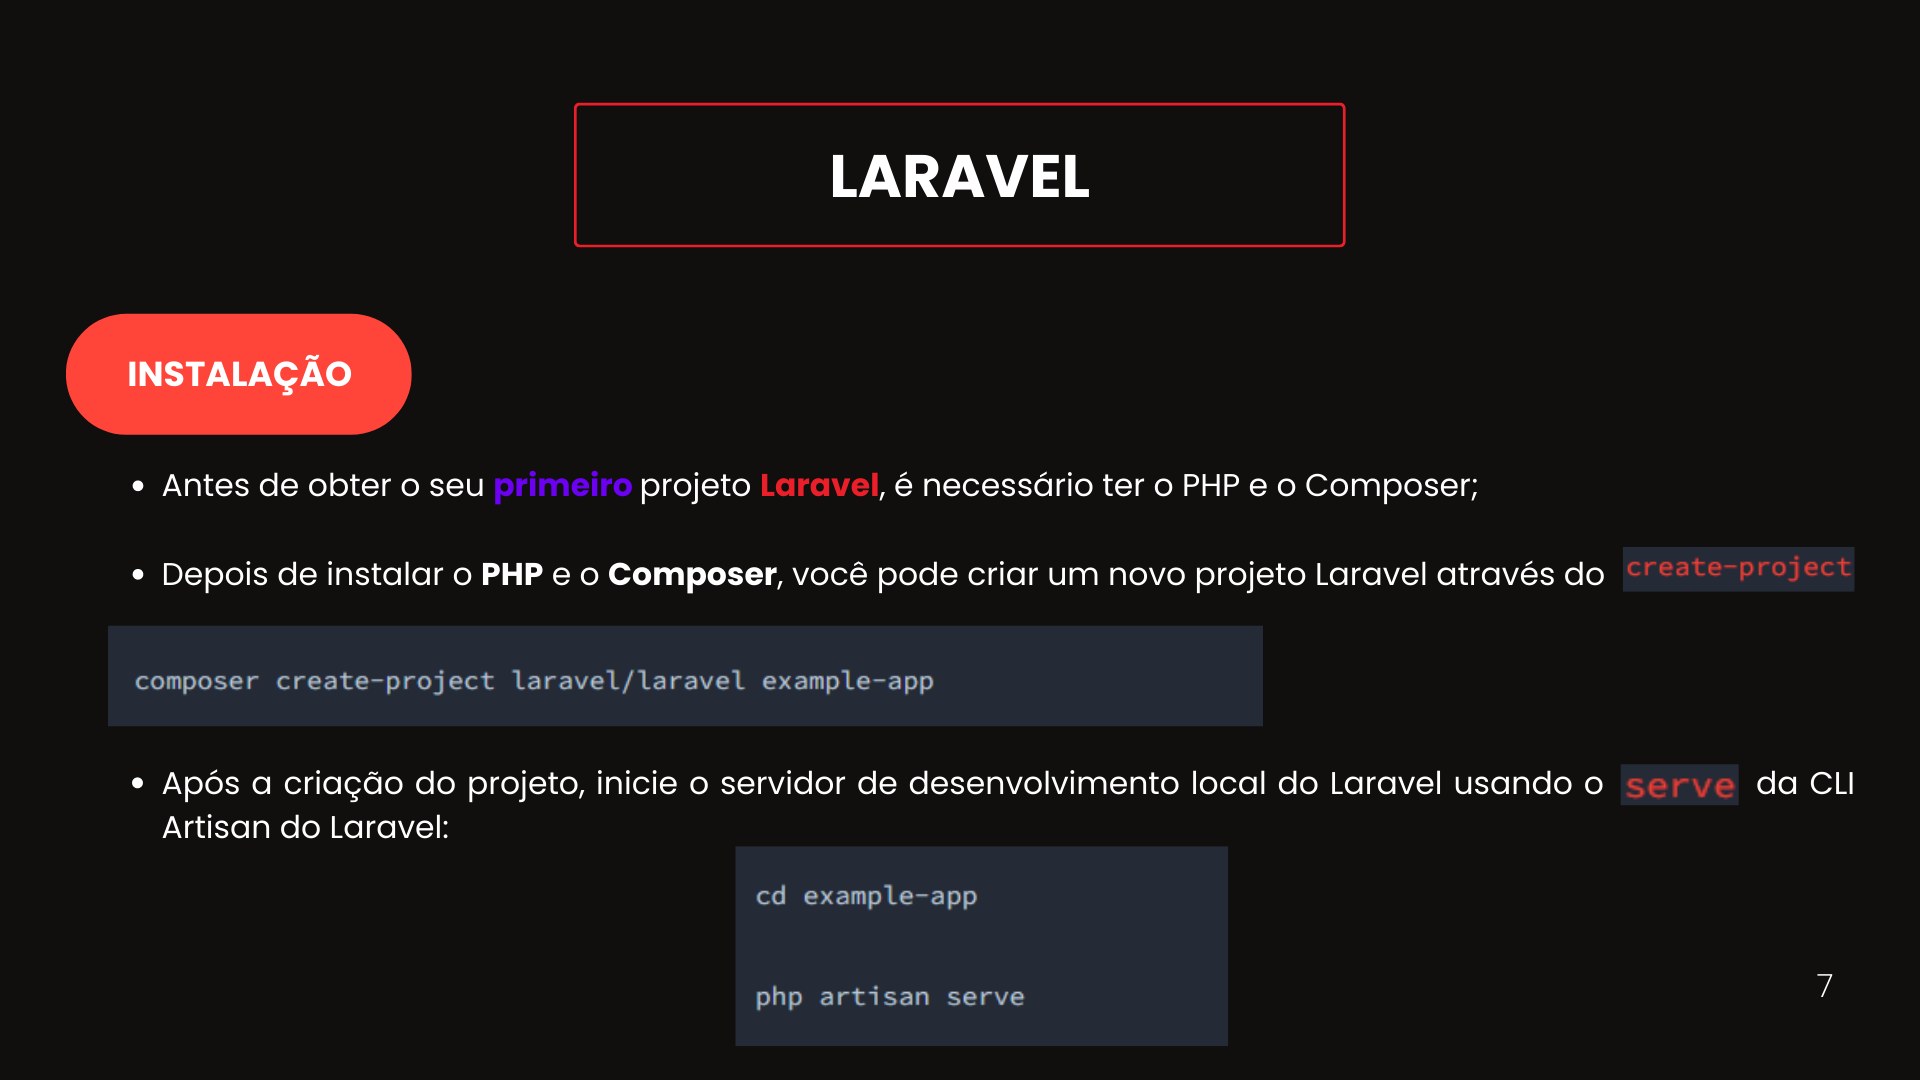 LARAVEL
INSTALAÇÃO
• Antes de obter o seu primeiro projeto Laravel, é necessário ter o PHP e o Composer;
• Depois de instalar o PHP e o Composer, você pode criar um novo projeto Laravel através do create-project
composer create-project laravel/laravel example-app
• Após a criação do projeto, inicie o servidor de desenvolvimento local do Laravel usando o serve da CLI
Artisan do Laravel:
cd example-app
php artisan serve
7